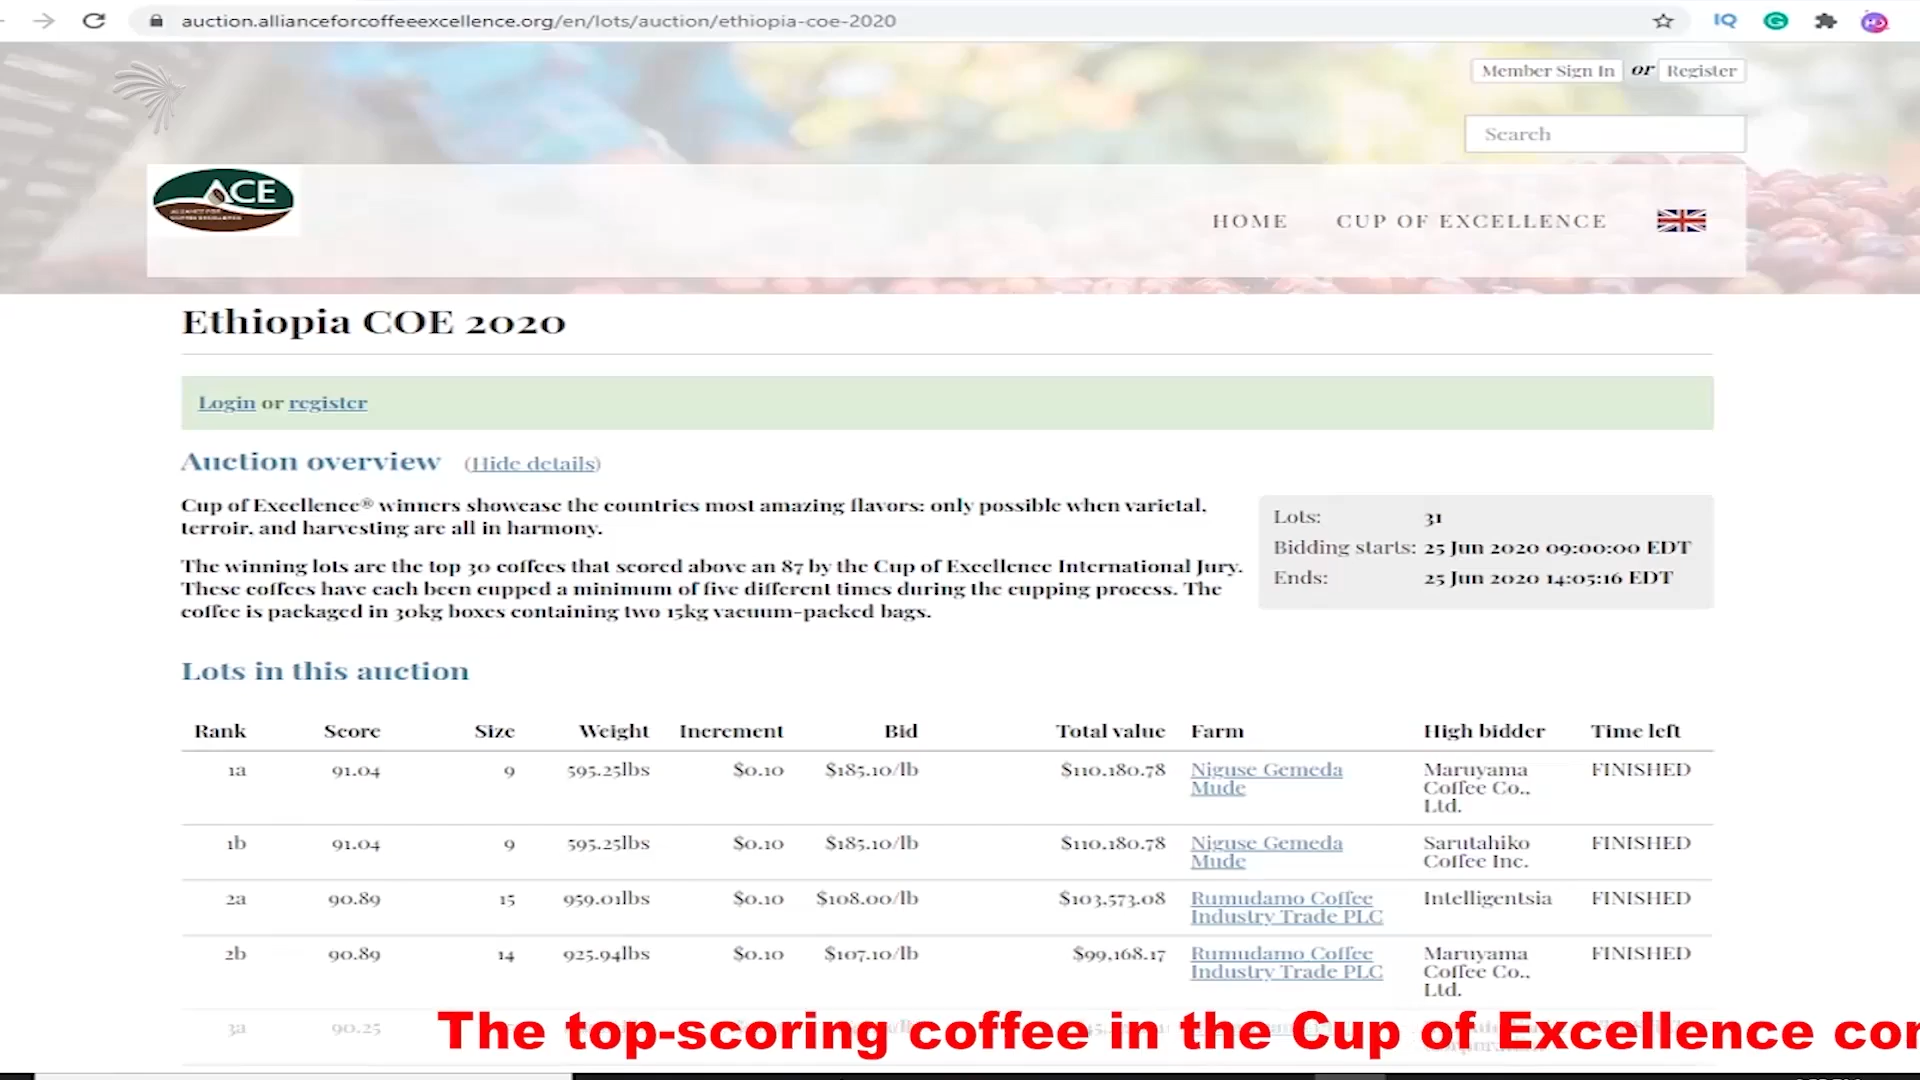 auction.allianceforcoffeeexcellence.org/en/lots/auction/ethiopia-coe-2020
IQ
Member Sign In or Register
Search
ACE
HOME CUP OF EXCELLENCE
Ethiopia COE 2020
Login or register
Auction overview (Hide details)
Cup of Excellence® winners showcase the countries most amazing flavors: only possible when varietal,
terroir, and harvesting are all in harmony.
The winning lots are the top 30 coffees that scored above an 87 by the Cup of Excellence International Jury.
These coffees have each been cupped a minimum of five different times during the cupping process. The
coffee is packaged in 30kg boxes containing two 15kg vacuum-packed bags.
Lots: 31
Bidding starts: 25 Jun 2020 09:00:00 EDT
Ends: 25 Jun 2020 14:05:16 EDT
Lots in this auction
Rank Score Size Weight Increment Bid Total value Farm High bidder Time left
1a 91.04 9 595.25lbs $0.10 $185.10/lb $110,180.78 Niguse Gemeda Maruyama FINISHED
Mude Coffee Co.,
Ltd.
1b 91.04 9 595.25lbs $0.10 $185.10/lb $110,180.78 Niguse Gemeda Sarutahiko FINISHED
Mude Coffee Inc.
2a 90.89 15 959.01lbs $0.10 $108.00/lb $103,573.08 Rumudamo Coffee Intelligentsia FINISHED
Industry Trade PLC
2b 90.89 14 925.94lbs $0.10 $107.10/lb $99,168.17 Rumudamo Coffee Maruyama FINISHED
Industry Trade PLC Coffee Co.,
Ltd.
3a 90.25
The top-scoring coffee in the Cup of Excellence